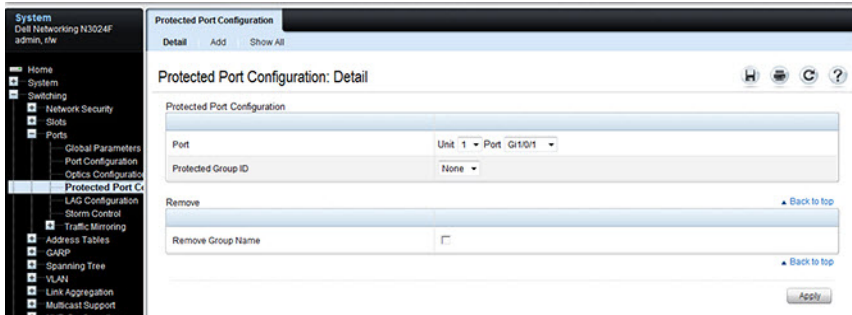 System
Dell Networking N3024F
admin, r/w
Home
System
Switching
Network Security
Slots
Ports
Global Parameters
Port Configuration
Optics Configuratio
Protected Port Co
LAG Configuration
Storm Control
Traffic Mirroring
Address Tables
GARP
Spanning Tree
VLAN
Link Aggregation
Multicast Support
Protected Port Configuration
Detail Add Show All
Protected Port Configuration: Detail
Protected Port Configuration
Port Unit 1 Port Gi1/0/1
Protected Group ID None
Remove
Back to top
Remove Group Name
Back to top
Apply